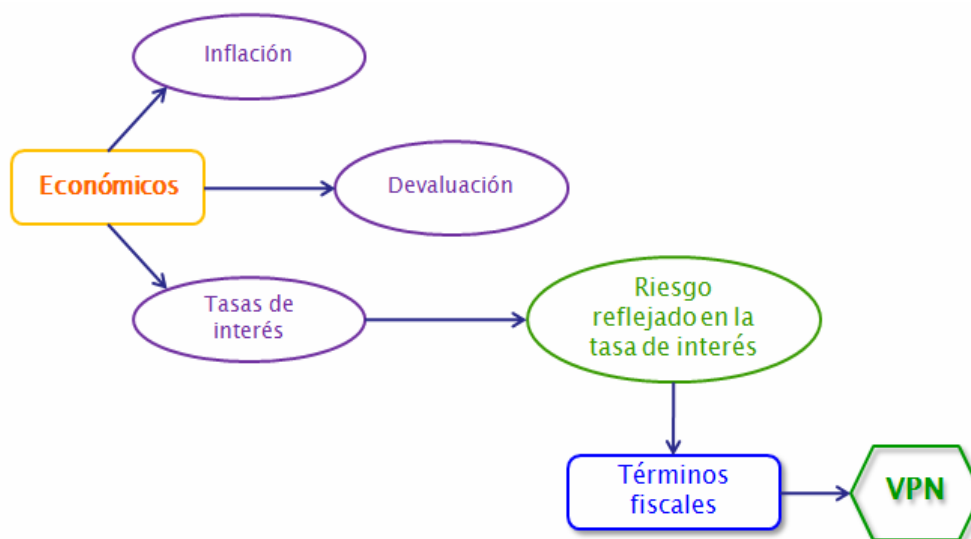 Inflación
Económicos
Devaluación
Tasas de
interés
Riesgo
reflejado en la
tasa de interés
Términos
fiscales
VPN